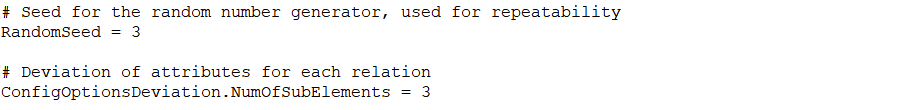 # Seed for the random number generator, used for repeatability
RandomSeed = 3

# Deviation of attributes for each relation
ConfigOptionsDeviation.NumOfSubElements = 3